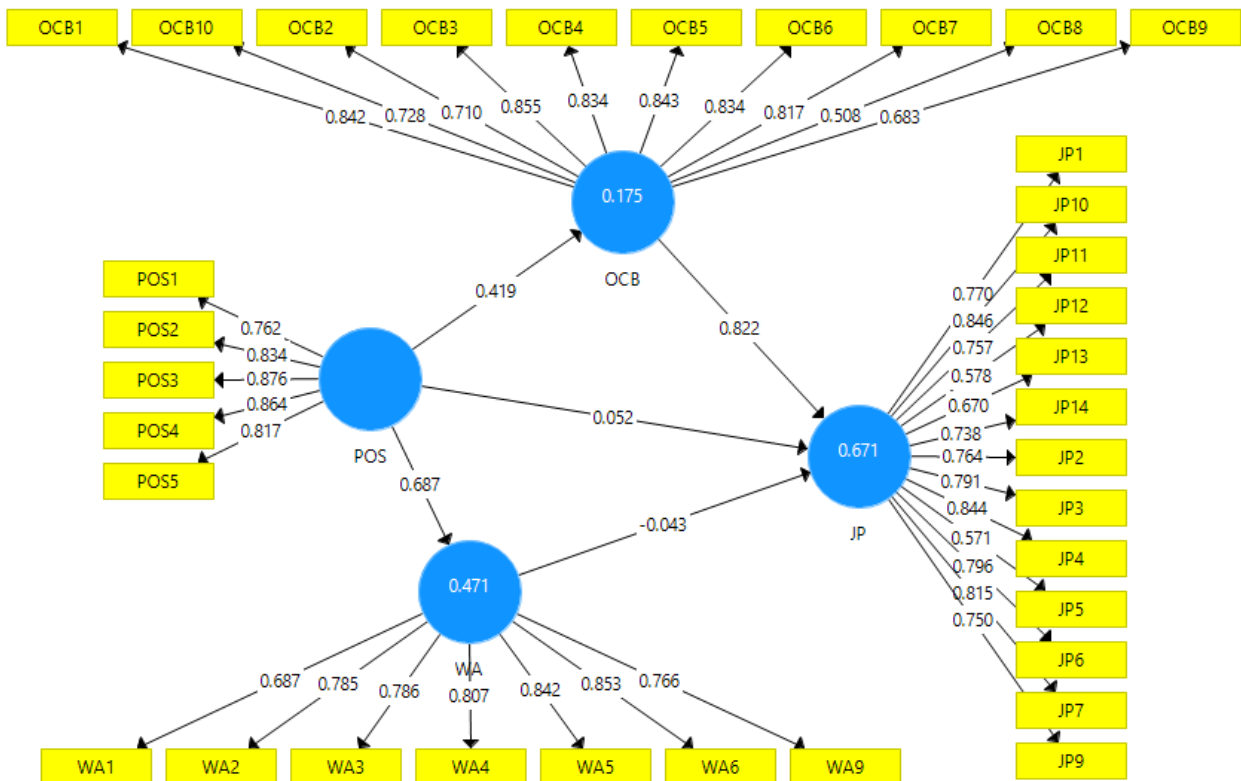 OCB1 OCB10 OCB2 OCB3 OCB4 OCB5 OCB6 OCB7 OCB8 OCB9
0.842 0.728 0.710 0.855 0.834 0.843 0.834 0.817 0.508 0.683
0.175
OCB
POS1
POS2
POS3
POS4
POS5
0.762
0.834
0.876
0.864
0.817
POS
0.419
0.822
0.052
0.687
-0.043
0.671
JP
JP1
JP10
JP11
JP12
JP13
JP14
JP2
JP3
JP4
JP5
JP6
JP7
JP9
0.770
0.846
0.757
0.578
0.670
0.738
0.764
0.791
0.844
0.571
0.796
0.815
0.750
0.471
WA
0.687 0.785 0.786 0.807 0.842 0.853 0.766
WA1 WA2 WA3 WA4 WA5 WA6 WA9